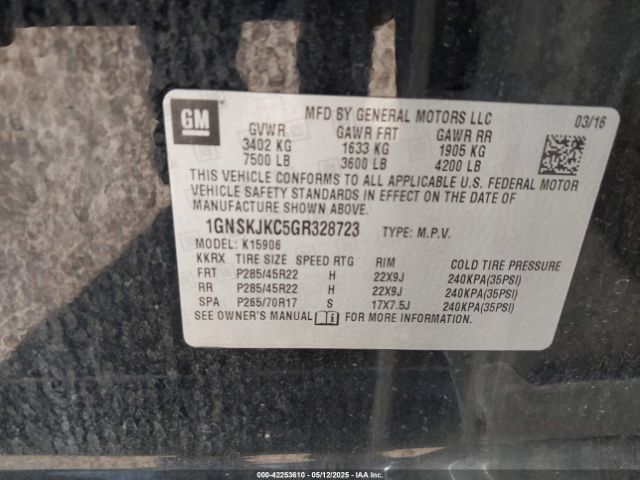 GM
MFD BY GENERAL MOTORS LLC
03/16
GVWR GAWR FRT GAWR RR
3402 KG 1633 KG 1905 KG
7500 LB 3600 LB 4200 LB
THIS VEHICLE CONFORMS TO ALL APPLICABLE U.S. FEDERAL MOTOR
VEHICLE SAFETY STANDARDS IN EFFECT ON THE DATE OF
MANUFACTURE SHOWN ABOVE.
1GNSKJKC5GR328723 TYPE: M.P.V.
MODEL: K15906
KKRX TIRE SIZE SPEED RTG RIM COLD TIRE PRESSURE
FRT P285/45R22 H 22X9J 240KPA(35PSI)
RR P285/45R22 H 22X9J 240KPA(35PSI)
SPA P265/70R17 S 17X7.5J 240KPA(35PSI)
SEE OWNER'S MANUAL FOR MORE INFORMATION
000-42253610 - 05/12/2025 - IAA Inc. (C)